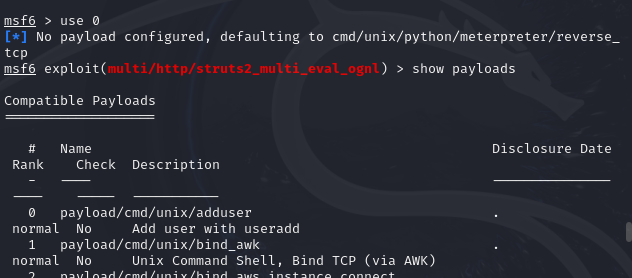 msf6 > use 0
[*] No payload configured, defaulting to cmd/unix/python/meterpreter/reverse_
tcp
msf6 exploit(multi/http/struts2_multi_eval_ognl) > show payloads
Compatible Payloads
===================
# Name Disclosure Date
Rank Check Description
- ---- ---------------
---- ----- -----------
0 payload/cmd/unix/adduser .
normal No Add user with useradd
1 payload/cmd/unix/bind_awk .
normal No Unix Command Shell, Bind TCP (via AWK)
2 payload/cmd/unix/bind_aws_instance_connect